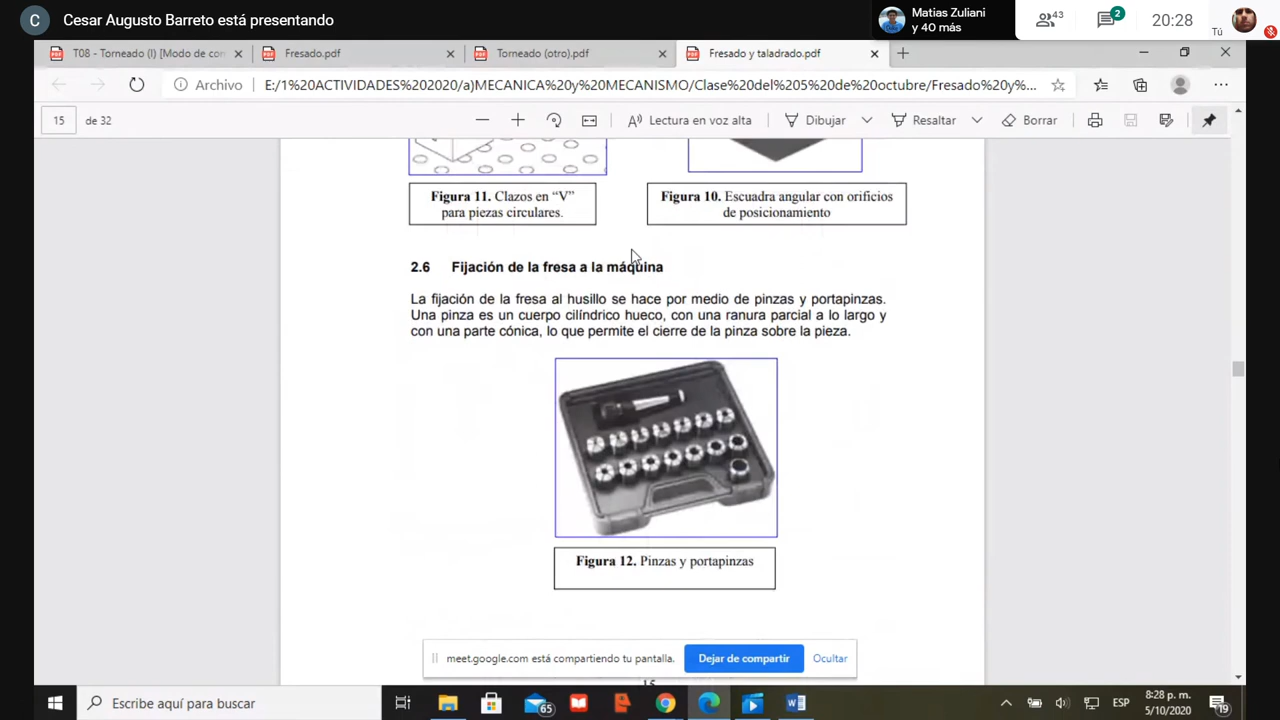 C
Cesar Augusto Barreto está presentando
Matias Zuliani
y 40 más
43
2
20:28
Tú
T08 - Torneado (I) [Modo de con
Fresado.pdf
Torneado (otro).pdf
Fresado y taladrado.pdf
Archivo
E:/1%20ACTIVIDADES%202020/a)MECANICA%20y%20MECANISMO/Clase%20del%205%20de%20octubre/Fresado%20y%...
15
de 32
Lectura en voz alta
Dibujar
Resaltar
Borrar
Figura 11. Clazos en “V”
para piezas circulares.
Figura 10. Escuadra angular con orificios
de posicionamiento
2.6 Fijación de la fresa a la máquina
La fijación de la fresa al husillo se hace por medio de pinzas y portapinzas.
Una pinza es un cuerpo cilíndrico hueco, con una ranura parcial a lo largo y
con una parte cónica, lo que permite el cierre de la pinza sobre la pieza.
Figura 12. Pinzas y portapinzas
meet.google.com está compartiendo tu pantalla.
Dejar de compartir
Ocultar
15
Escribe aquí para buscar
65
ESP
8:28 p. m.
5/10/2020
19